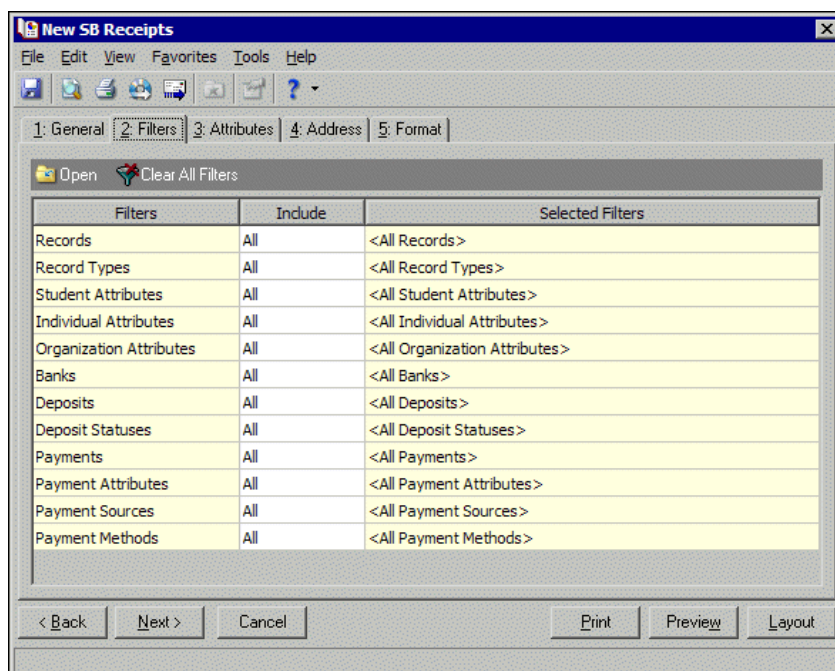 New SB Receipts
File Edit View Favorites Tools Help
?
1: General 2: Filters 3: Attributes 4: Address 5: Format
Open Clear All Filters
Filters Include Selected Filters
Records All <All Records>
Record Types All <All Record Types>
Student Attributes All <All Student Attributes>
Individual Attributes All <All Individual Attributes>
Organization Attributes All <All Organization Attributes>
Banks All <All Banks>
Deposits All <All Deposits>
Deposit Statuses All <All Deposit Statuses>
Payments All <All Payments>
Payment Attributes All <All Payment Attributes>
Payment Sources All <All Payment Sources>
Payment Methods All <All Payment Methods>
< Back Next > Cancel Print Preview Layout